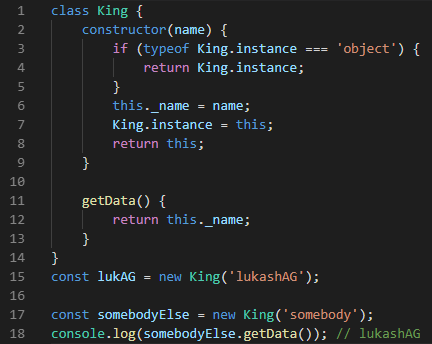 1 class King {
2     constructor(name) {
3         if (typeof King.instance === 'object') {
4             return King.instance;
5         }
6         this._name = name;
7         King.instance = this;
8         return this;
9     }
10
11     getData() {
12         return this._name;
13     }
14 }
15 const lukAG = new King('lukashAG');
16
17 const somebodyElse = new King('somebody');
18 console.log(somebodyElse.getData()); // lukashAG